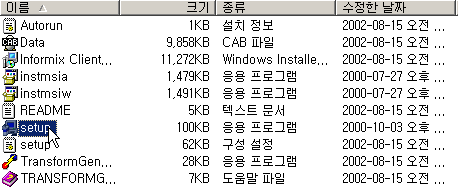 이름 크기 종류 수정한 날짜
Autorun 1KB 설치 정보 2002-08-15 오전 ...
Data 9,858KB CAB 파일 2002-08-15 오전 ...
Informix Client... 11,272KB Windows Installe... 2002-08-15 오전 ...
instmsia 1,479KB 응용 프로그램 2000-07-27 오후 ...
instmsiw 1,491KB 응용 프로그램 2000-07-27 오후 ...
README 5KB 텍스트 문서 2002-08-15 오전 ...
setup 100KB 응용 프로그램 2000-10-03 오후 ...
setup 62KB 구성 설정 2002-08-15 오전 ...
TransformGen... 28KB 응용 프로그램 2002-08-15 오전 ...
TRANSFORMG... 7KB 도움말 파일 2002-08-15 오전 ...